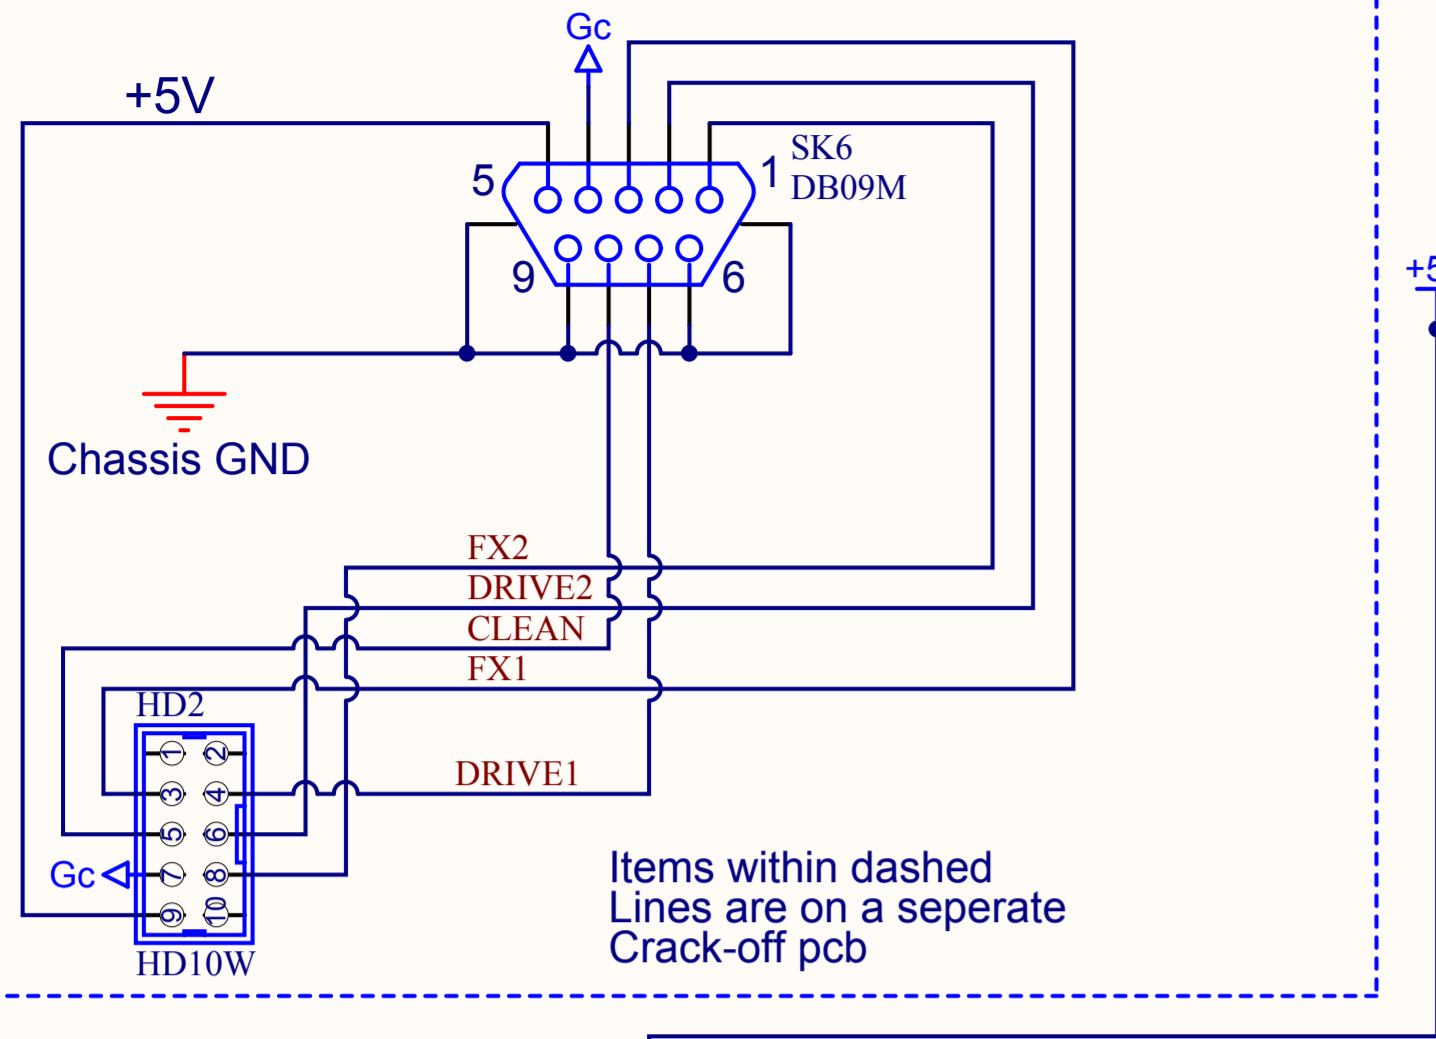 Gc
+5V
SK6
5
1
DB09M
9
6
+5
Chassis GND
FX2
DRIVE2
CLEAN
FX1
HD2
1 2
DRIVE1
3 4
5 6
Gc
7 8
9 10
HD10W
Items within dashed
Lines are on a seperate
Crack-off pcb